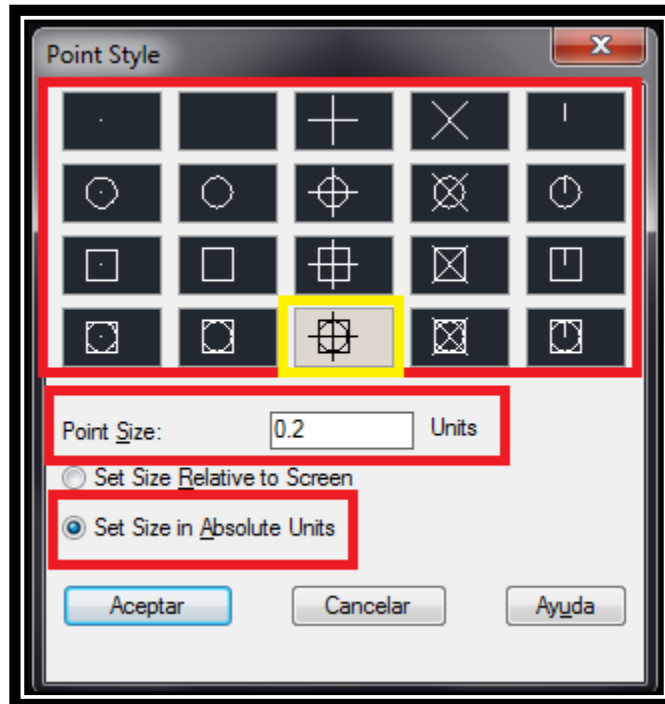 Point Style
Point Size: 0.2 Units
Set Size Relative to Screen
Set Size in Absolute Units
Aceptar Cancelar Ayuda